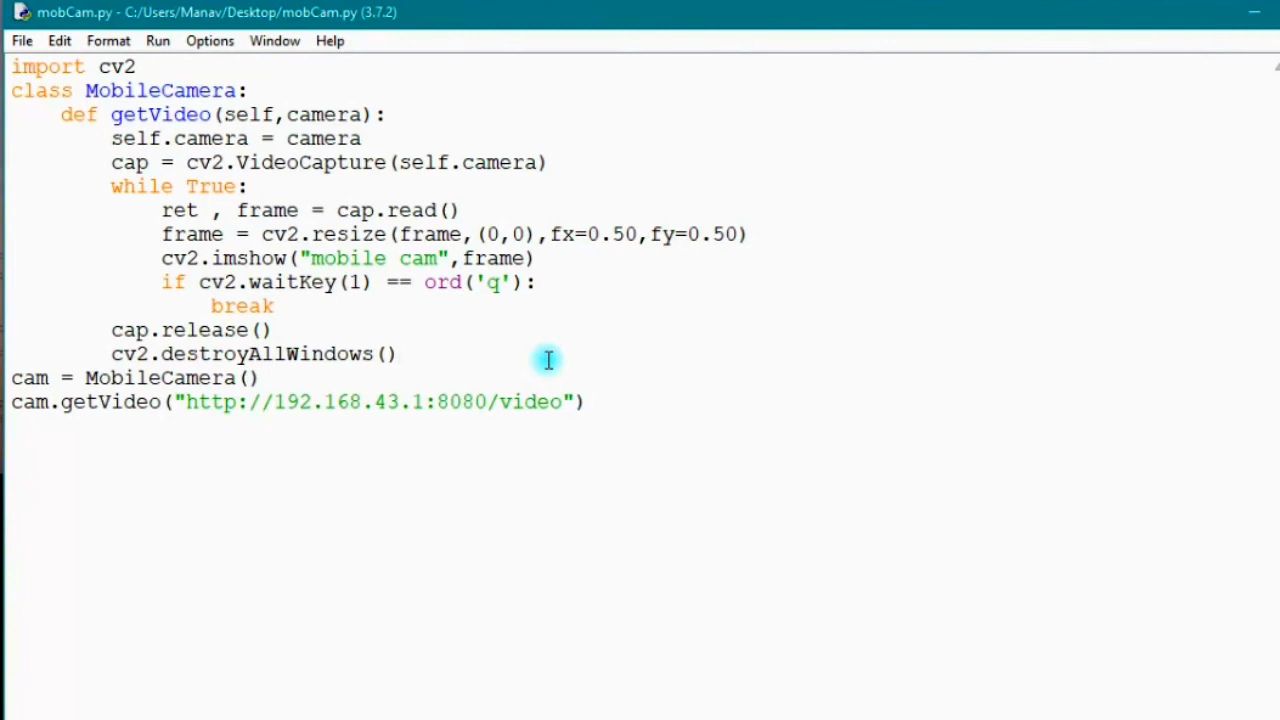 mobCam.py - C:/Users/Manav/Desktop/mobCam.py (3.7.2)
File Edit Format Run Options Window Help
import cv2
class MobileCamera:
    def getVideo(self,camera):
        self.camera = camera
        cap = cv2.VideoCapture(self.camera)
        while True:
            ret , frame = cap.read()
            frame = cv2.resize(frame,(0,0),fx=0.50,fy=0.50)
            cv2.imshow("mobile cam",frame)
            if cv2.waitKey(1) == ord('q'):
                break
        cap.release()
        cv2.destroyAllWindows()
cam = MobileCamera()
cam.getVideo("http://192.168.43.1:8080/video")